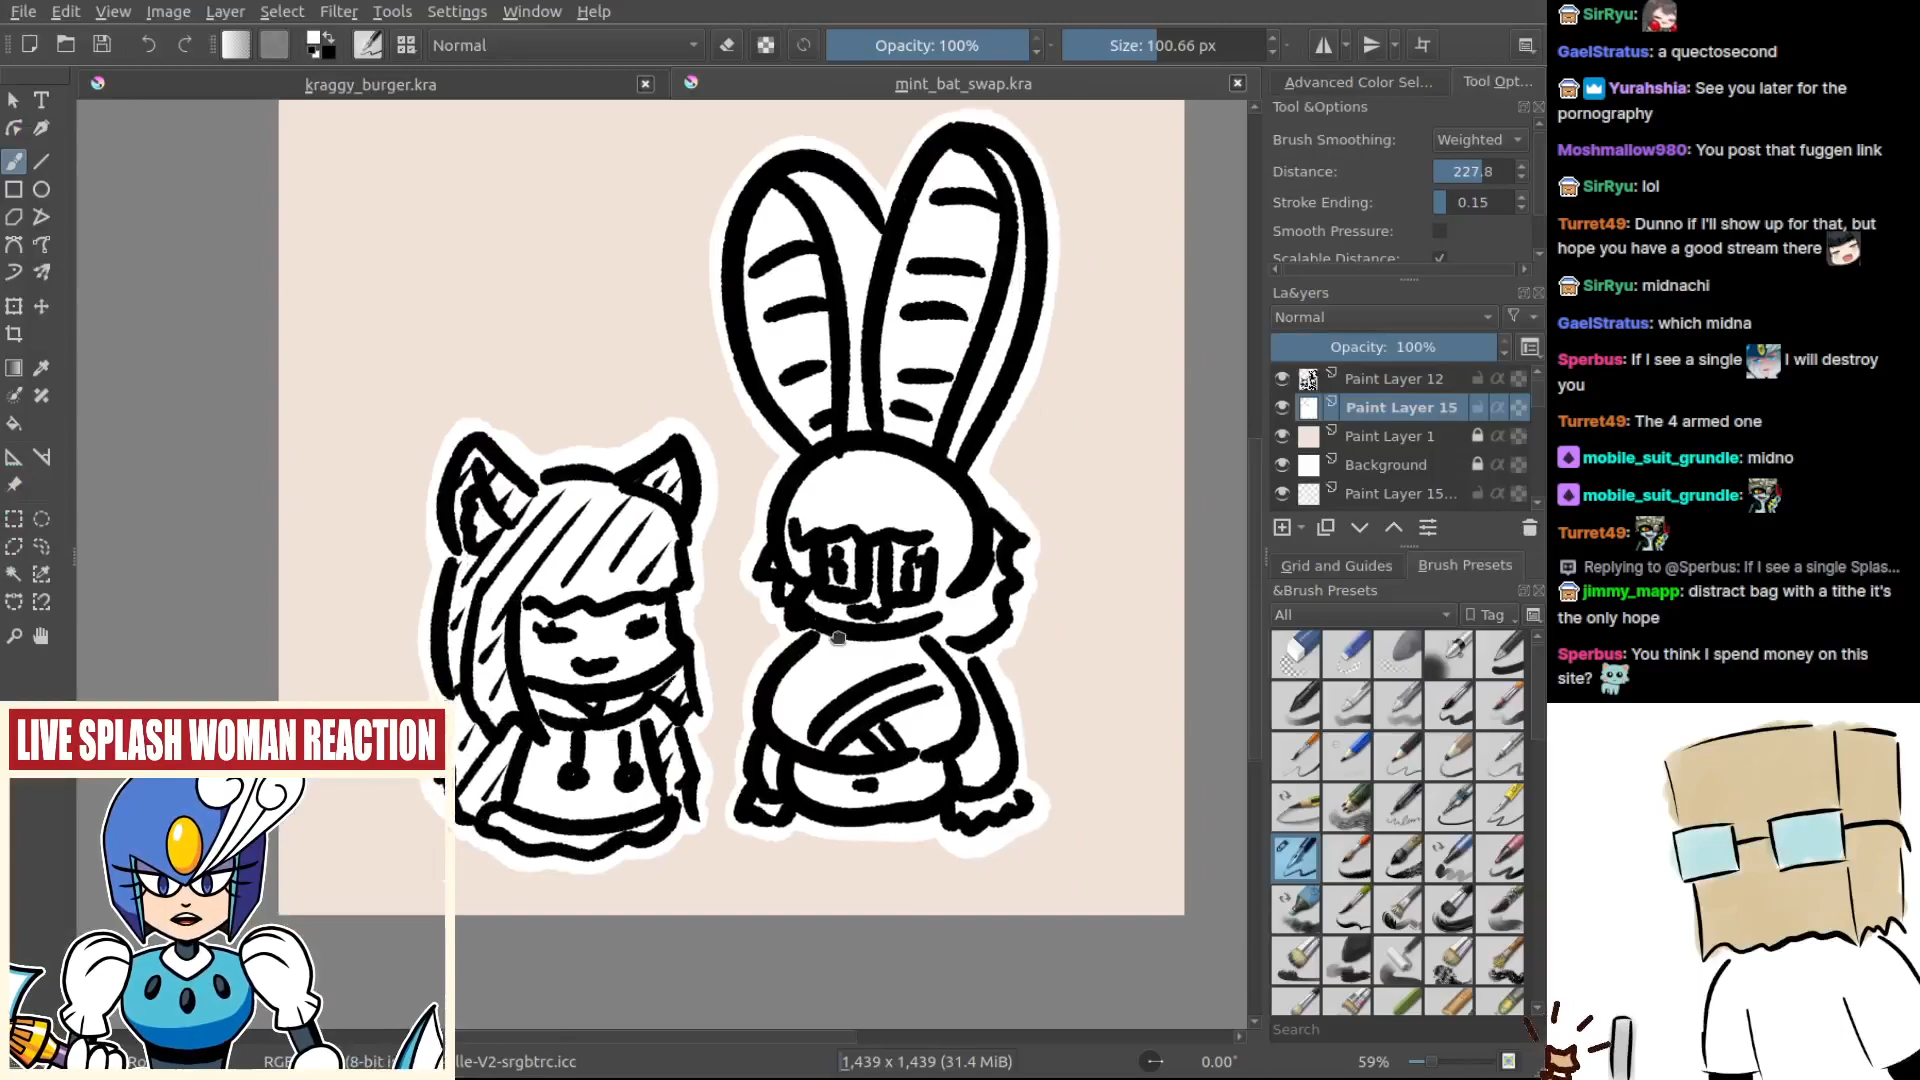 File Edit View Image Layer Select Filter Tools Settings Window Help
Normal
Opacity: 100%
Size: 100.66 px
kraggy_burger.kra
mint_bat_swap.kra
Advanced Color Sel...
Tool Opt...
Tool &Options
Brush Smoothing: Weighted
Distance: 227.8
Stroke Ending: 0.15
Smooth Pressure:
Scalable Distance:
La&yers
Normal
Opacity: 100%
Paint Layer 12
Paint Layer 15
Paint Layer 1
Background
Paint Layer 15...
Grid and Guides
Brush Presets
&Brush Presets
All
Tag
Search
LIVE SPLASH WOMAN REACTION
RGB
(8-bit i
lle-V2-srgbtrc.icc
1,439 x 1,439 (31.4 MiB)
0.00°
59%
SirRyu:
GaelStratus: a quectosecond
Yurahshia: See you later for the
pornography
Moshmallow980: You post that fuggen link
SirRyu: lol
Turret49: Dunno if I'll show up for that, but
hope you have a good stream there
SirRyu: midnachi
GaelStratus: which midna
Sperbus: If I see a single I will destroy
you
Turret49: The 4 armed one
mobile_suit_grundle: midno
mobile_suit_grundle:
Turret49:
Replying to @Sperbus: If I see a single Splas...
jimmy_mapp: distract bag with a tithe it's
the only hope
Sperbus: You think I spend money on this
site?